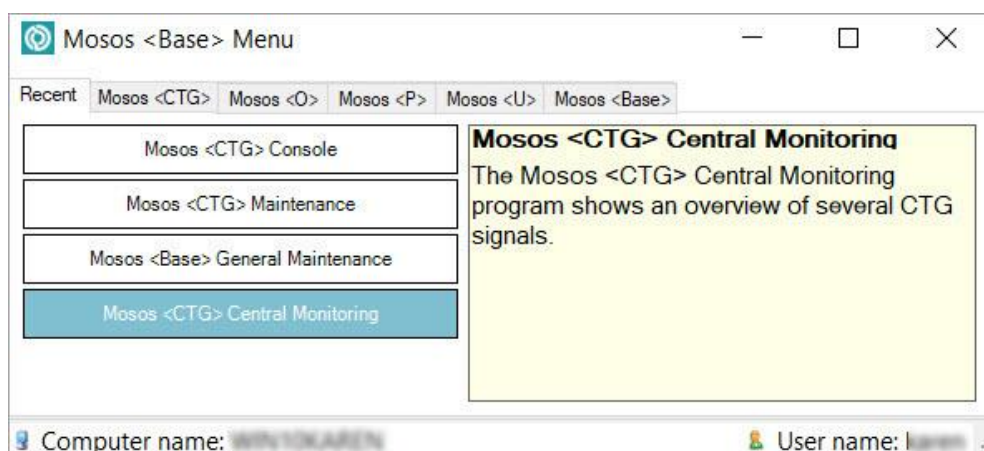 Mosos <Base> Menu
Recent Mosos <CTG> Mosos <O> Mosos <P> Mosos <U> Mosos <Base>
Mosos <CTG> Console
Mosos <CTG> Maintenance
Mosos <Base> General Maintenance
Mosos <CTG> Central Monitoring
Mosos <CTG> Central Monitoring
The Mosos <CTG> Central Monitoring
program shows an overview of several CTG
signals.
Computer name:
User name: